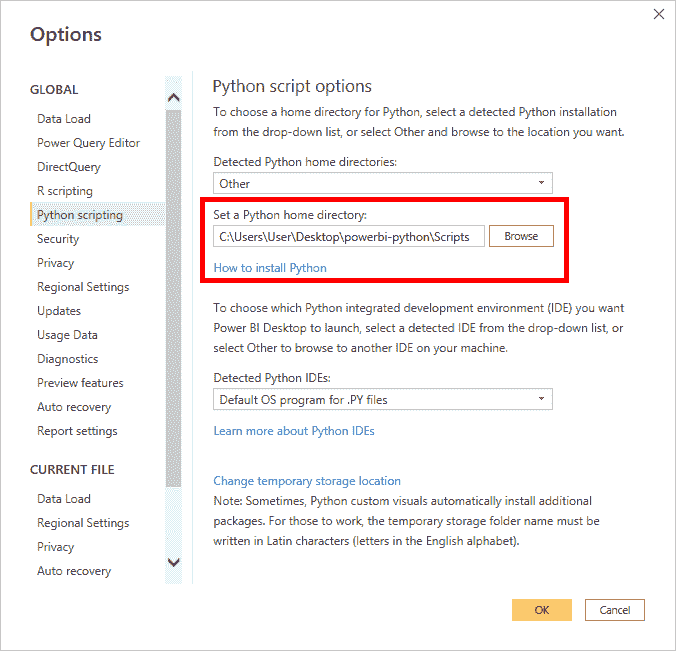 Options
GLOBAL
Data Load
Power Query Editor
DirectQuery
R scripting
Python scripting
Security
Privacy
Regional Settings
Updates
Usage Data
Diagnostics
Preview features
Auto recovery
Report settings
CURRENT FILE
Data Load
Regional Settings
Privacy
Auto recovery
Python script options
To choose a home directory for Python, select a detected Python installation
from the drop-down list, or select Other and browse to the location you want.
Detected Python home directories:
Other
Set a Python home directory:
C:\Users\User\Desktop\powerbi-python\Scripts
Browse
How to install Python
To choose which Python integrated development environment (IDE) you want
Power BI Desktop to launch, select a detected IDE from the drop-down list, or
select Other to browse to another IDE on your machine.
Detected Python IDEs:
Default OS program for .PY files
Learn more about Python IDEs
Change temporary storage location
Note: Sometimes, Python custom visuals automatically install additional
packages. For those to work, the temporary storage folder name must be
written in Latin characters (letters in the English alphabet).
OK
Cancel